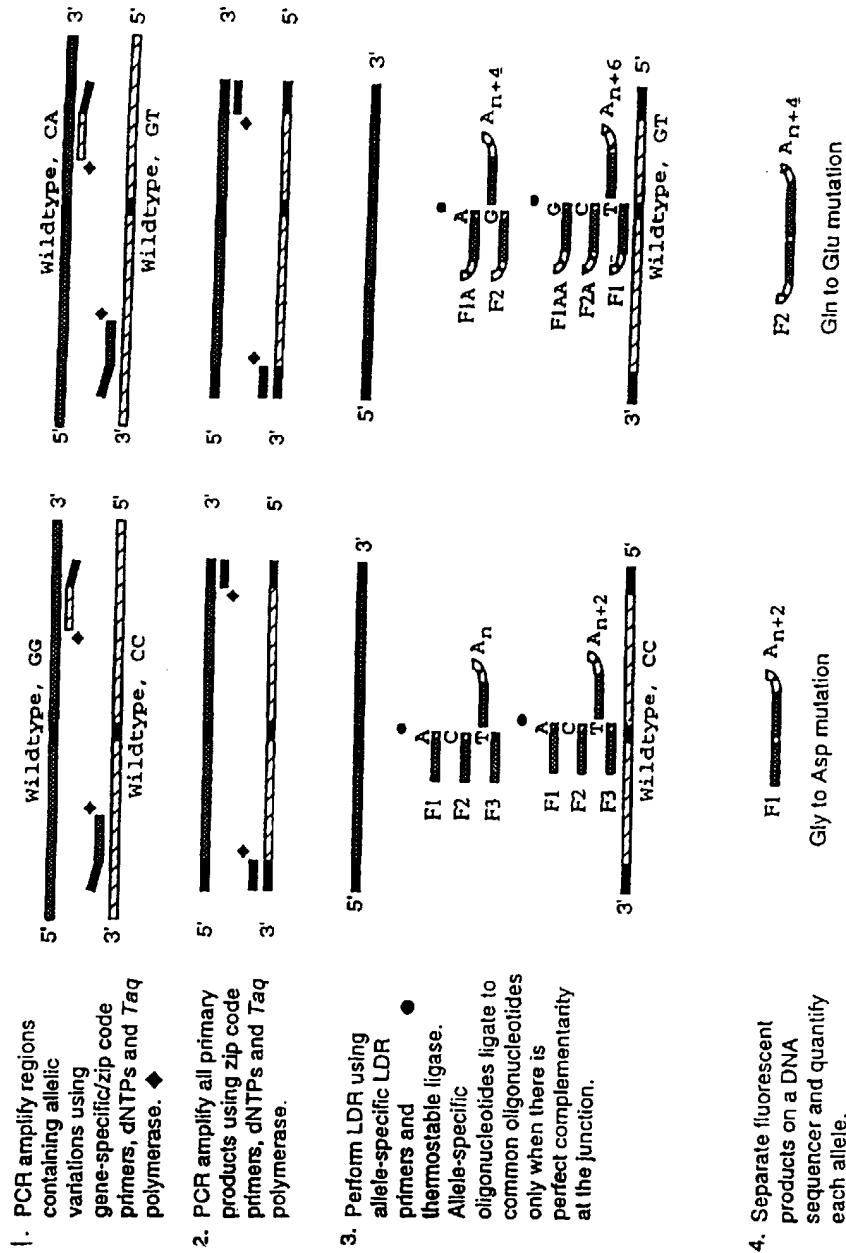 1. PCR amplify regions
containing allelic
variations using
gene-specific/zip code
primers, dNTPs and Taq
polymerase. ◆
5' Wildtype, GG 3'
3' Wildtype, CC 5'
5' Wildtype, CA 3'
3' Wildtype, GT 5'
2. PCR amplify all primary
products using zip code
primers, dNTPs and Taq
polymerase.
5' 3'
3' 5'
5' 3'
3' 5'
3. Perform LDR using
allele-specific LDR
primers and ●
thermostable ligase.
Allele-specific
oligonucleotides ligate to
common oligonucleotides
only when there is
perfect complementarity
at the junction.
5' 3'
F1 A
F2 C
F3 T An
F1 A
F2 C
F3 T An+2
3' Wildtype, CC 5'
5' 3'
F1A A
F2 G An+4
F1AA G
F2A C
F1 T An+6
3' Wildtype, GT 5'
4. Separate fluorescent
products on a DNA
sequencer and quantify
each allele.
F1 An+2
Gly to Asp mutation
F2 An+4
Gln to Glu mutation